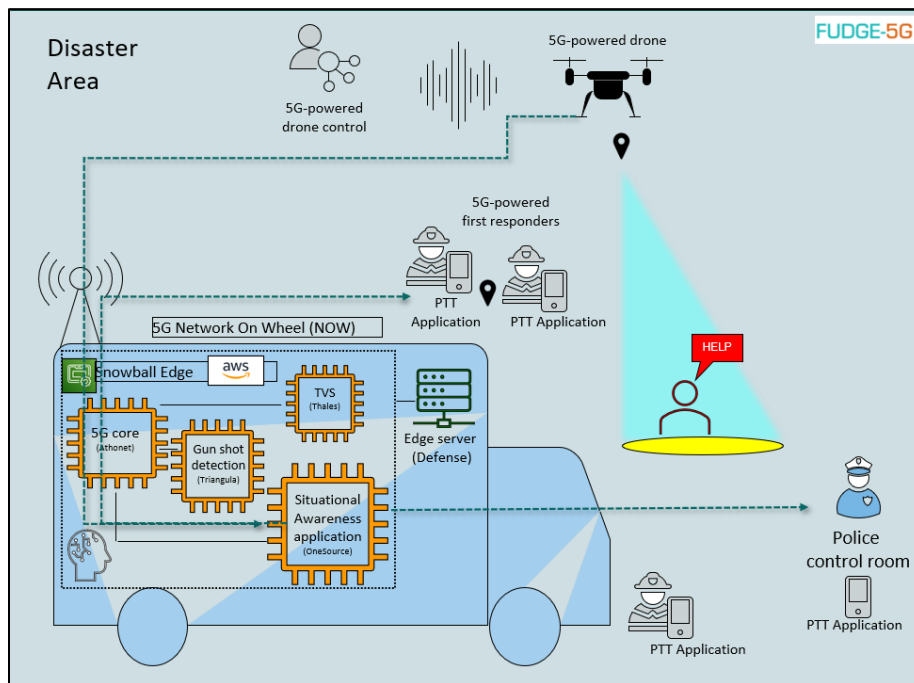 Disaster
Area
5G-powered
drone control
5G-powered drone
FUDGE-5G
5G-powered
first responders
PTT
Application
PTT Application
5G Network On Wheel (NOW)
Snowball Edge
aws
TVS
(Thales)
5G core
(Athonet)
Gun shot
detection
(Triangula)
Edge server
(Defense)
Situational
Awareness
application
(OneSource)
HELP
Police
control room
PTT Application
PTT Application